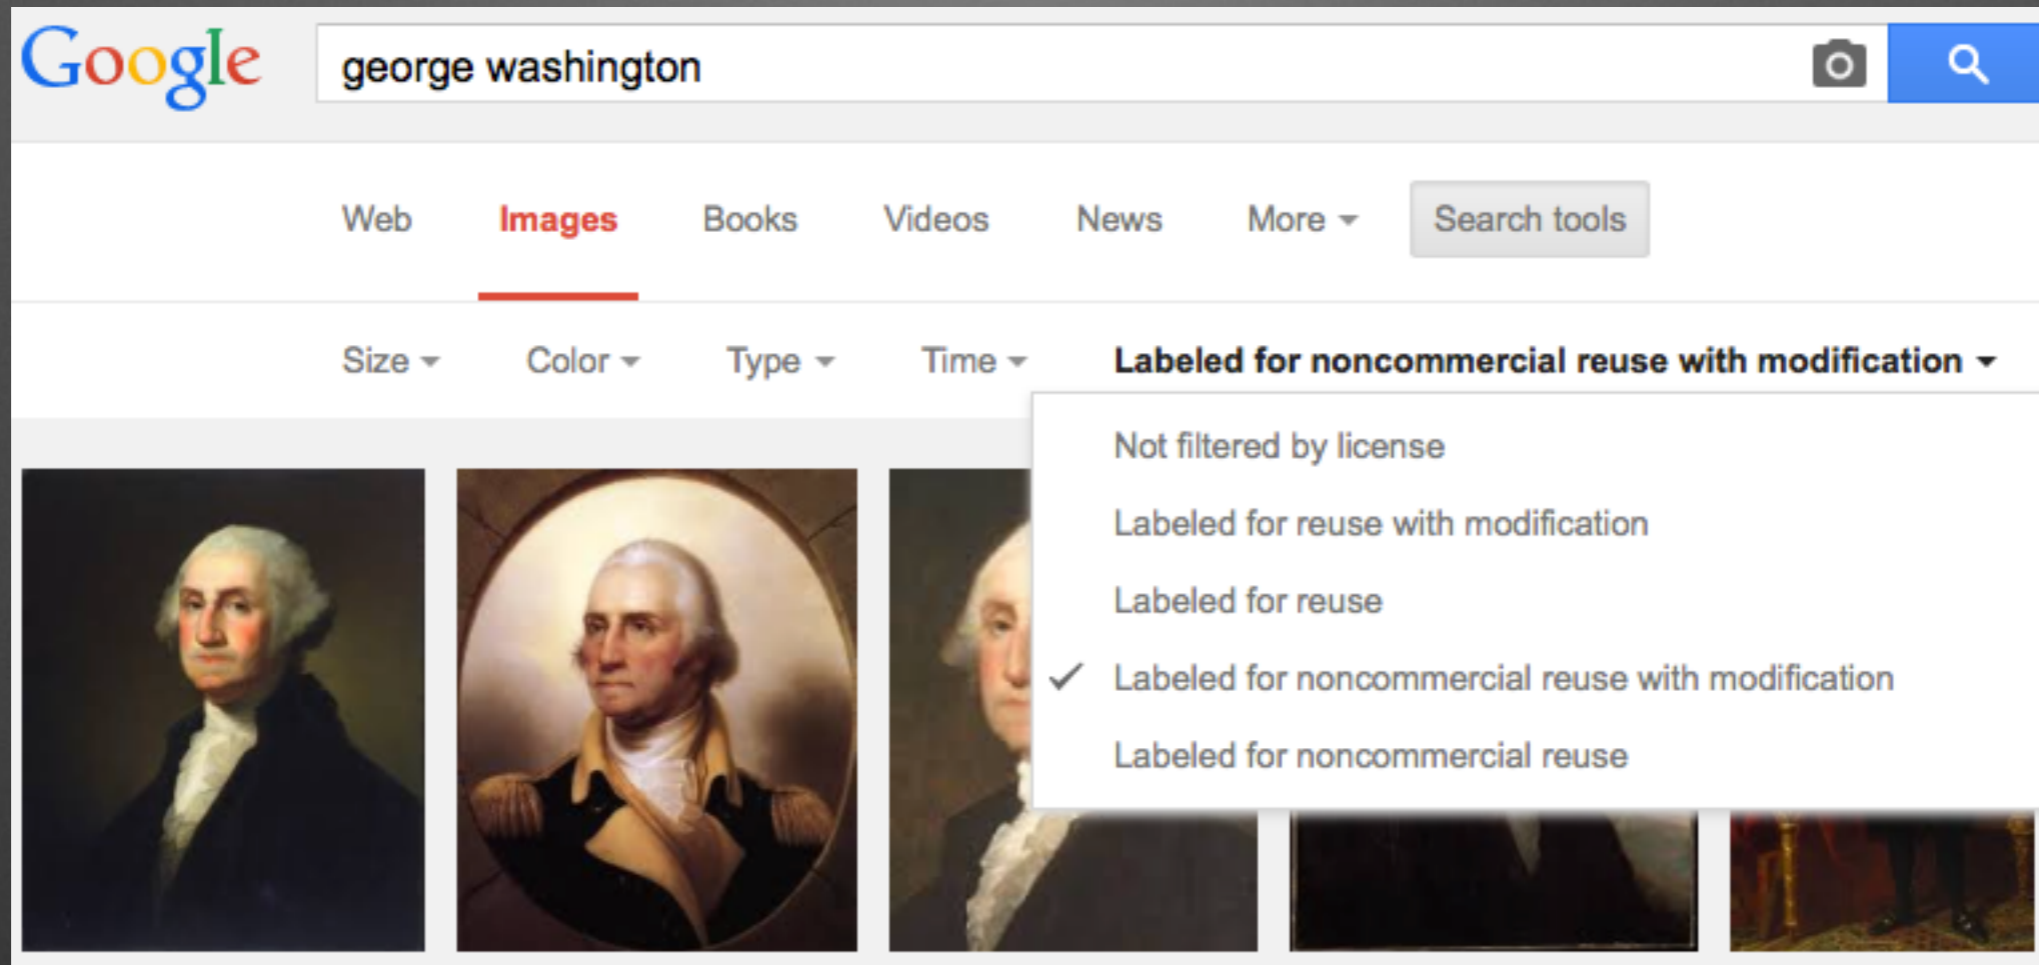 Google george washington
Web Images Books Videos News More Search tools
Size Color Type Time Labeled for noncommercial reuse with modification
Not filtered by license
Labeled for reuse with modification
Labeled for reuse
Labeled for noncommercial reuse with modification
Labeled for noncommercial reuse